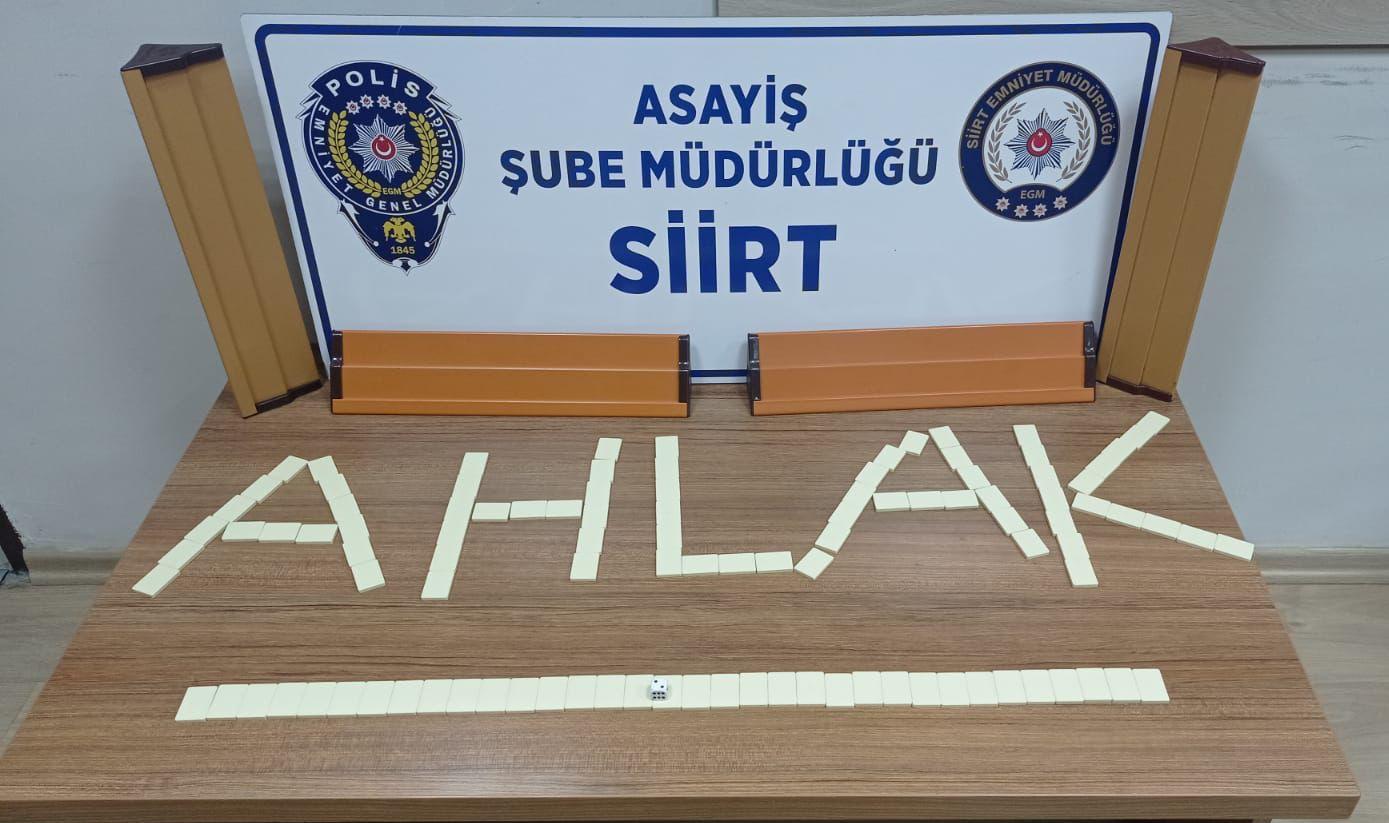 POLİS
EMNİYET GENEL MÜDÜRLÜĞÜ
EGM
1845
ASAYİŞ
ŞUBE MÜDÜRLÜĞÜ
SİİRT
SİİRT EMNİYET MÜDÜRLÜĞÜ
EGM
AHLAK